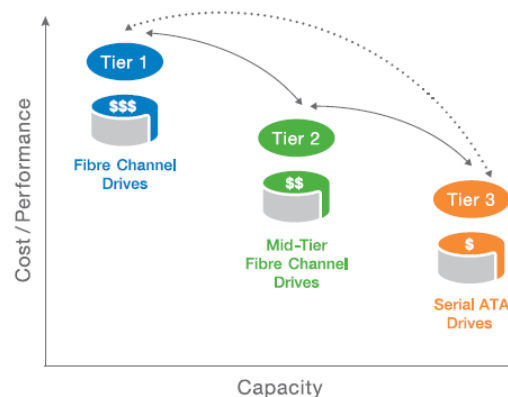 Cost / Performance
Tier 1
$$$
Fibre Channel
Drives
Tier 2
$$
Mid-Tier
Fibre Channel
Drives
Tier 3
$
Serial ATA
Drives
Capacity